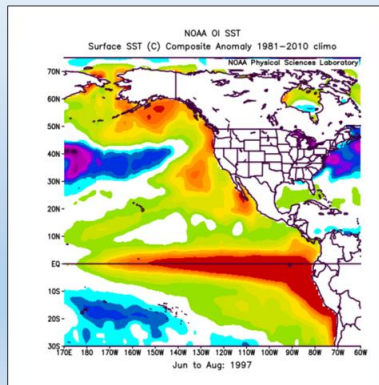 NOAA OI SST
Surface SST (C) Composite Anomaly 1981–2010 climo
NOAA Physical Sciences Laboratory
70N
60N
50N
40N
30N
20N
10N
EQ
10S
20S
30S
170E 180 170W 160W 150W 140W 130W 120W 110W 100W 90W 80W 70W 60W
Jun to Aug: 1997